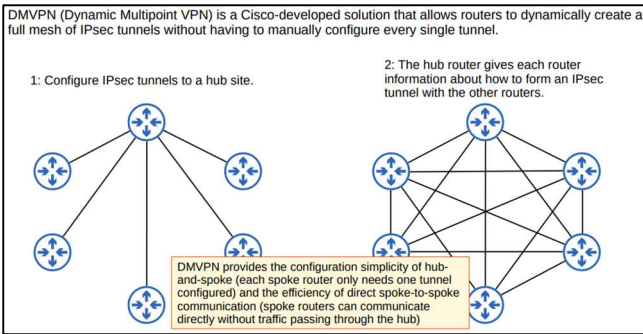 DMVPN (Dynamic Multipoint VPN) is a Cisco-developed solution that allows routers to dynamically create a
full mesh of IPsec tunnels without having to manually configure every single tunnel.
1: Configure IPsec tunnels to a hub site.
2: The hub router gives each router
information about how to form an IPsec
tunnel with the other routers.
DMVPN provides the configuration simplicity of hub-
and-spoke (each spoke router only needs one tunnel
configured) and the efficiency of direct spoke-to-spoke
communication (spoke routers can communicate
directly without traffic passing through the hub)